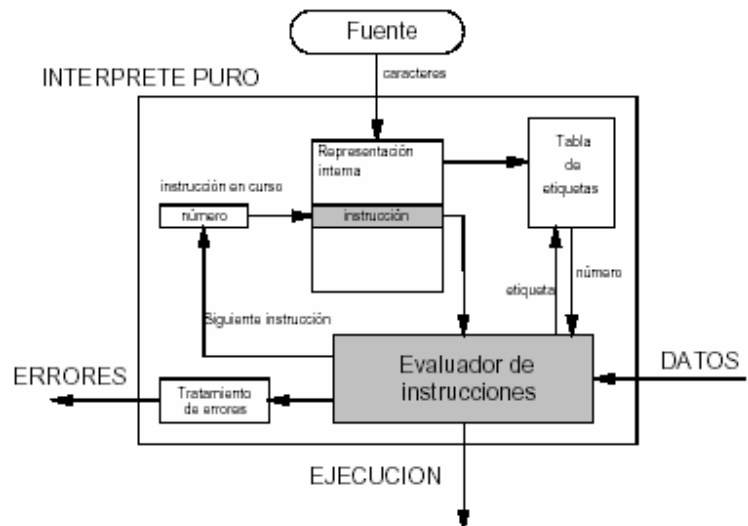 Fuente
caracteres
INTERPRETE PURO
Representación
interna
Tabla
de
etiquetas
instrucción en curso
número
instrucción
etiqueta
número
Siguiente instrucción
Evaluador de
instrucciones
DATOS
ERRORES
Tratamiento
de errores
EJECUCION